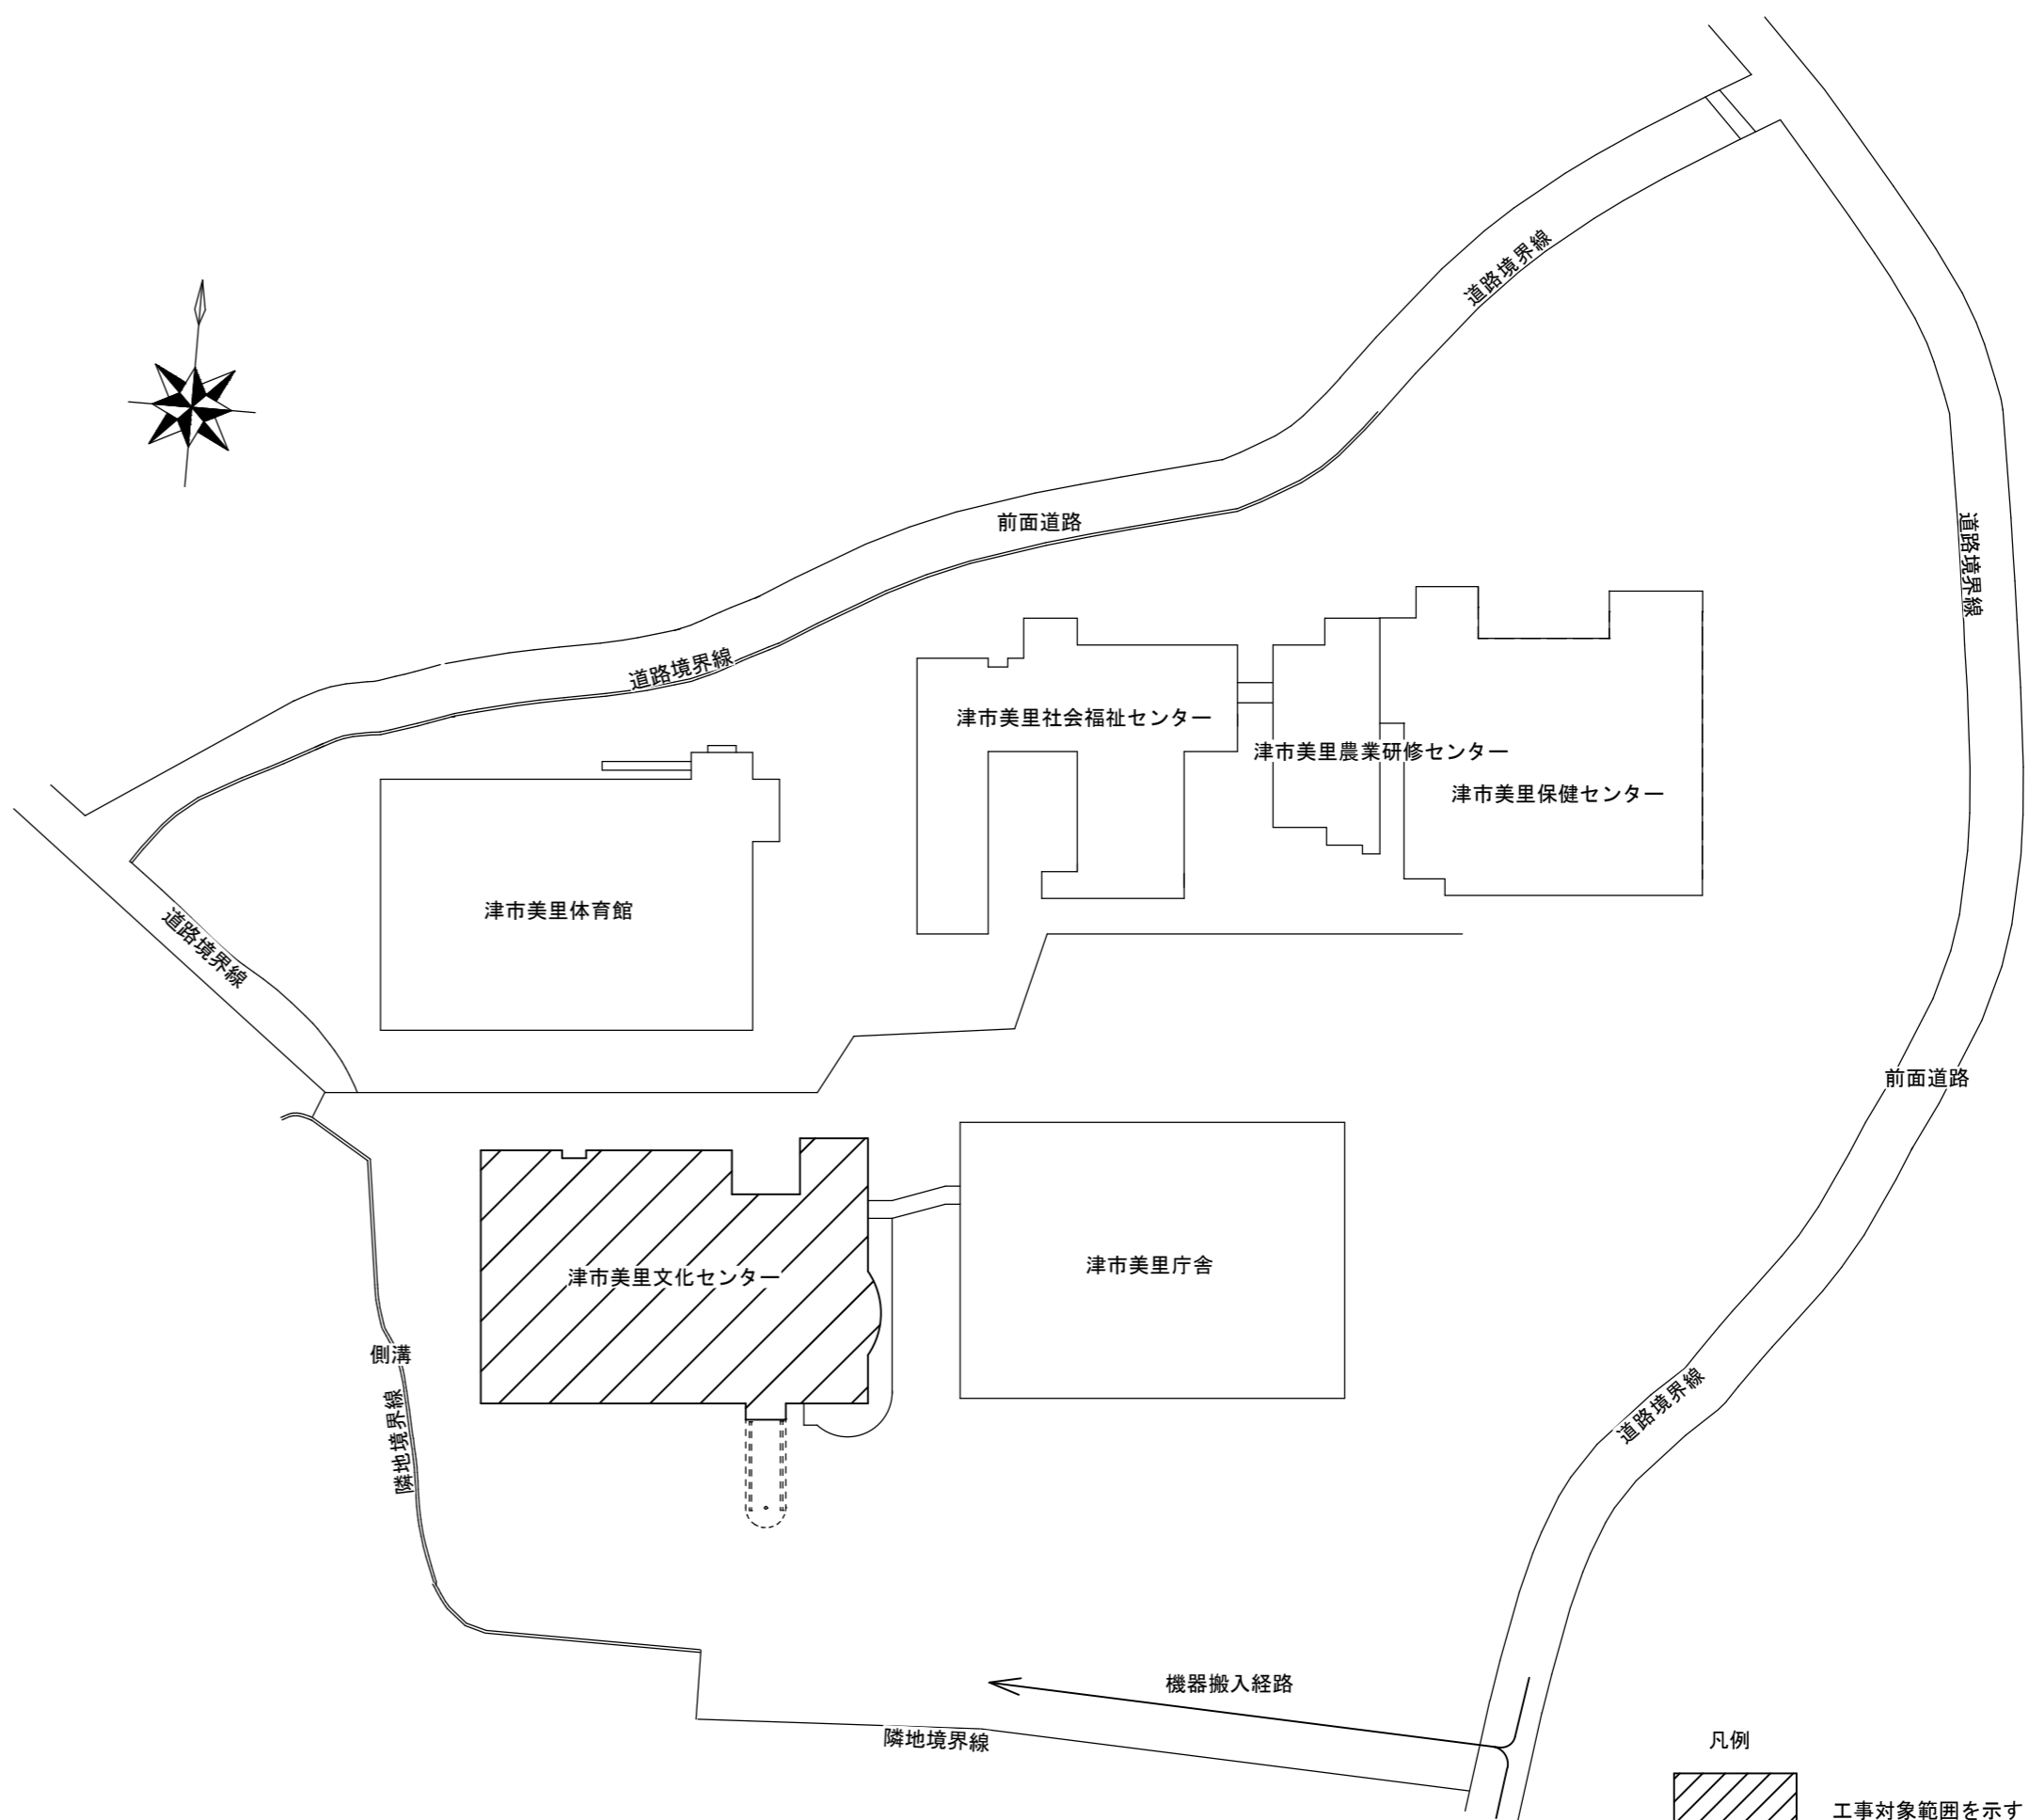 道路境界線
前面道路
道路境界線
道路境界線
津市美里社会福祉センター
津市美里農業研修センター
津市美里保健センター
津市美里体育館
道路境界線
前面道路
津市美里文化センター
津市美里庁舎
側溝
隣地境界線
道路境界線
機器搬入経路
隣地境界線
凡例
工事対象範囲を示す